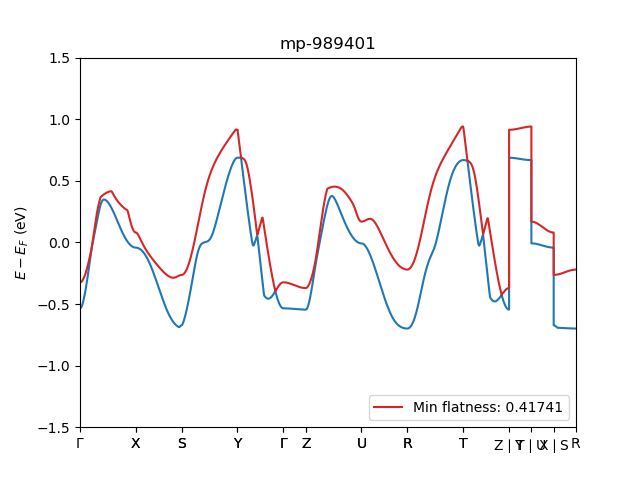 mp-989401
1.5
1.0
0.5
0.0
−0.5
−1.0
−1.5
E − E_F (eV)
Min flatness: 0.41741
Γ X S Y Γ Z U R T Z | Y T | U X | S R